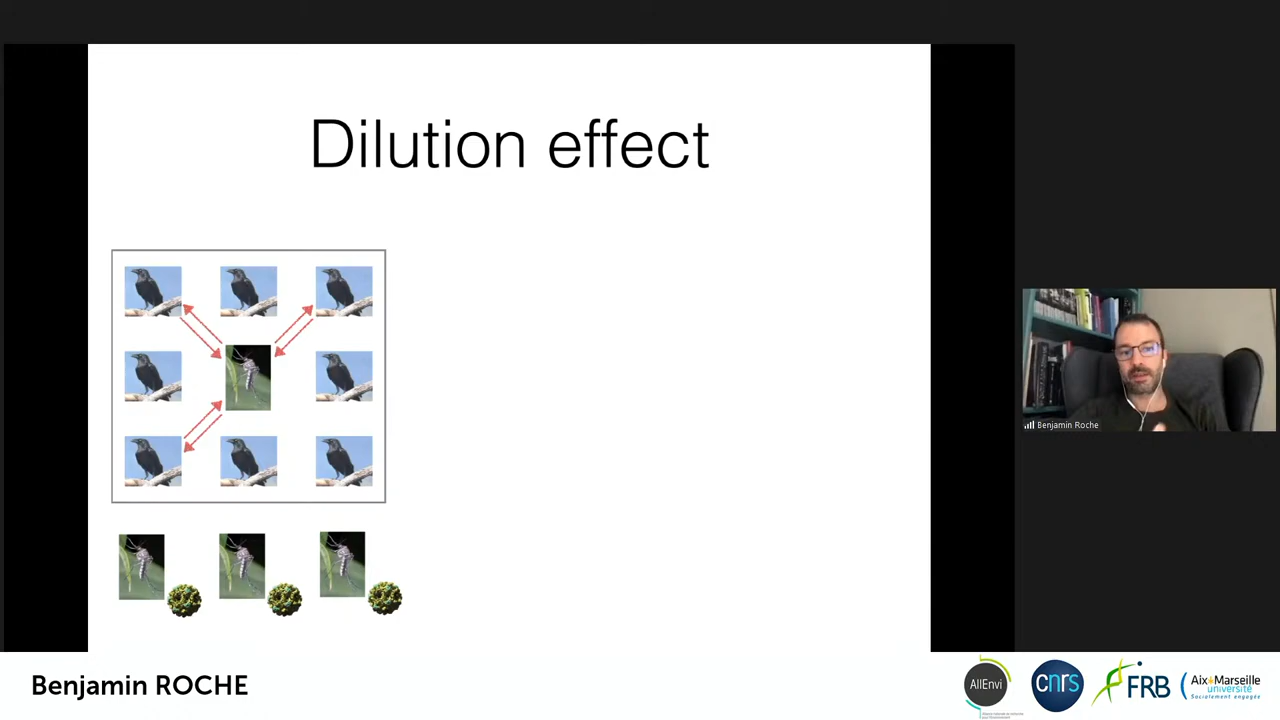 Dilution effect
Benjamin Roche
Benjamin ROCHE
AllEnvi
cnrs
FRB
Aix Marseille
université
Socialement engagée